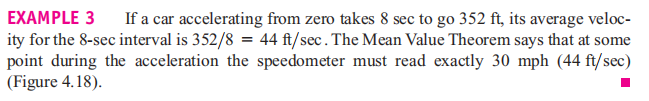 EXAMPLE 3 If a car accelerating from zero takes 8 sec to go 352 ft, its average veloc-
ity for the 8-sec interval is 352/8 = 44 ft/sec. The Mean Value Theorem says that at some
point during the acceleration the speedometer must read exactly 30 mph (44 ft/sec)
(Figure 4.18).